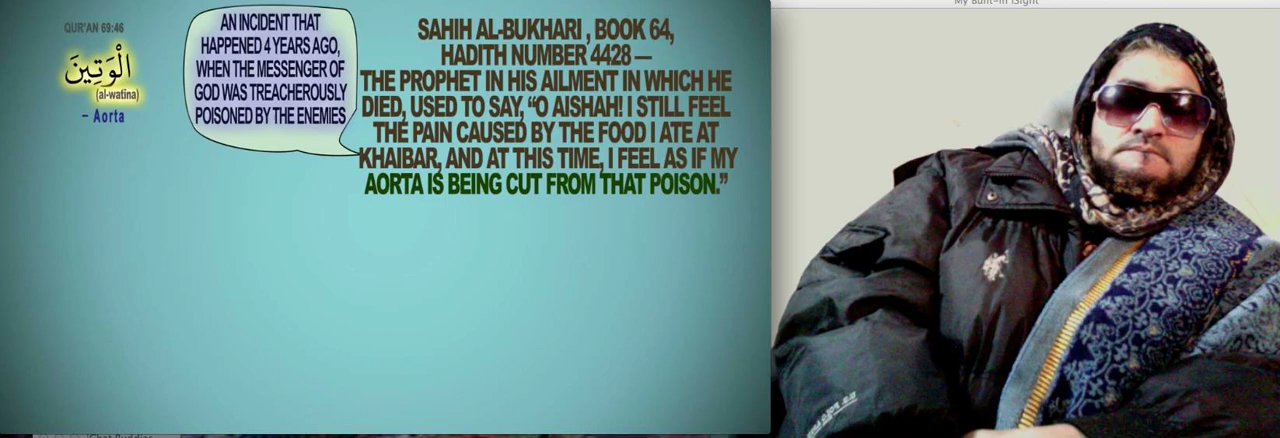 My Built-in iSight
QUR'AN 69:46
الْوَتِينَ
(al-watina)
– Aorta
AN INCIDENT THAT
HAPPENED 4 YEARS AGO,
WHEN THE MESSENGER OF
GOD WAS TREACHEROUSLY
POISONED BY THE ENEMIES
SAHIH AL-BUKHARI , BOOK 64,
HADITH NUMBER 4428 —
THE PROPHET IN HIS AILMENT IN WHICH HE
DIED, USED TO SAY, “O AISHAH! I STILL FEEL
THE PAIN CAUSED BY THE FOOD I ATE AT
KHAIBAR, AND AT THIS TIME, I FEEL AS IF MY
AORTA IS BEING CUT FROM THAT POISON.”